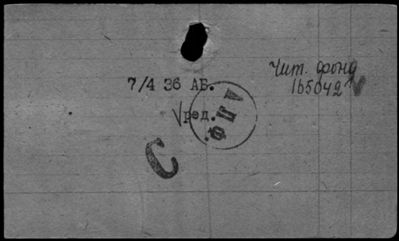 Чит. фонд
165042
7/4 36 АБ.
√ред.
С